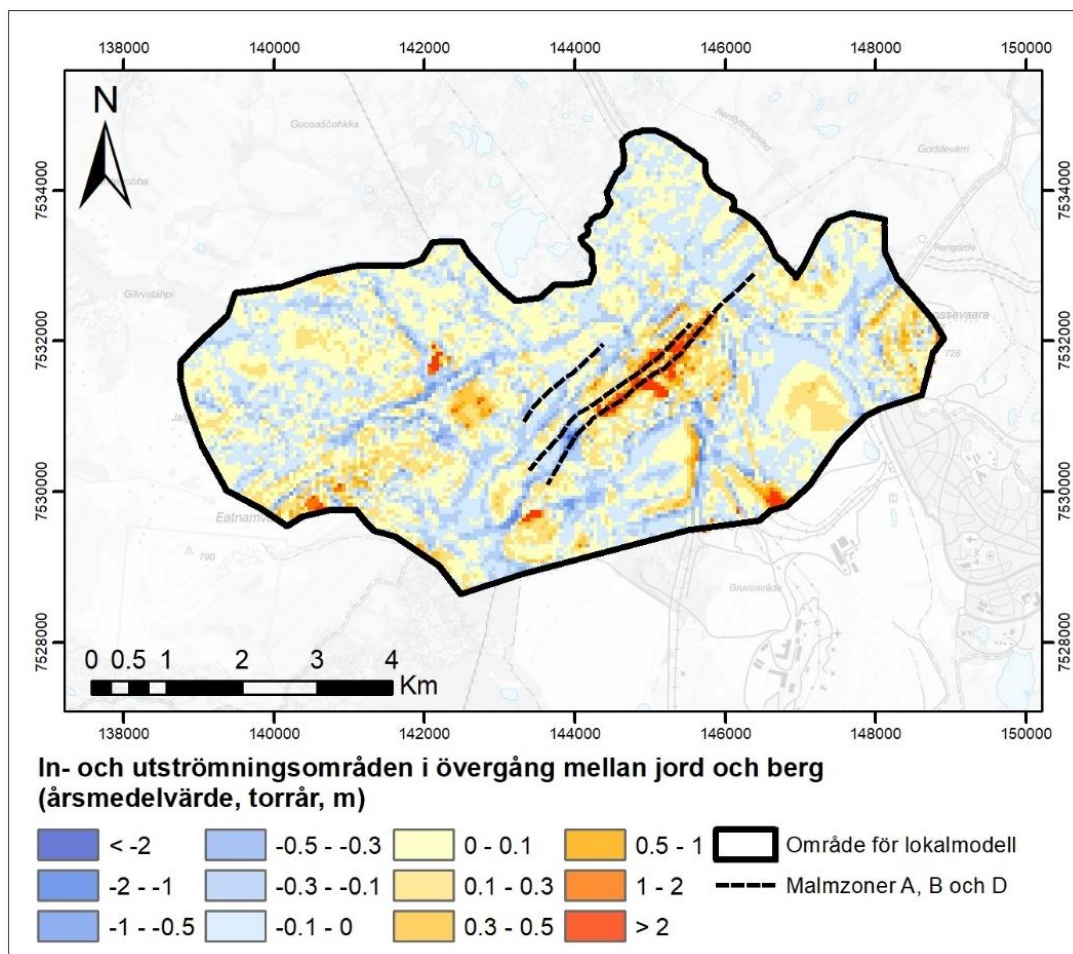 138000 140000 142000 144000 146000 148000 150000
N
Guosaščohkka
Renflyttningsled
Goddevárri
7534000 7534000
Gilvvatáhor
Rengärde
7532000 7532000
726
7530000 7530000
790
Gruvområde
7528000 7528000
0 0.5 1 2 3 4
Km
138000 140000 142000 144000 146000 148000 150000
In- och utströmningsområden i övergång mellan jord och berg
(årsmedelvärde, torrår, m)
< -2 -0.5 - -0.3 0 - 0.1 0.5 - 1 Område för lokalmodell
-2 - -1 -0.3 - -0.1 0.1 - 0.3 1 - 2 Malmzoner A, B och D
-1 - -0.5 -0.1 - 0 0.3 - 0.5 > 2